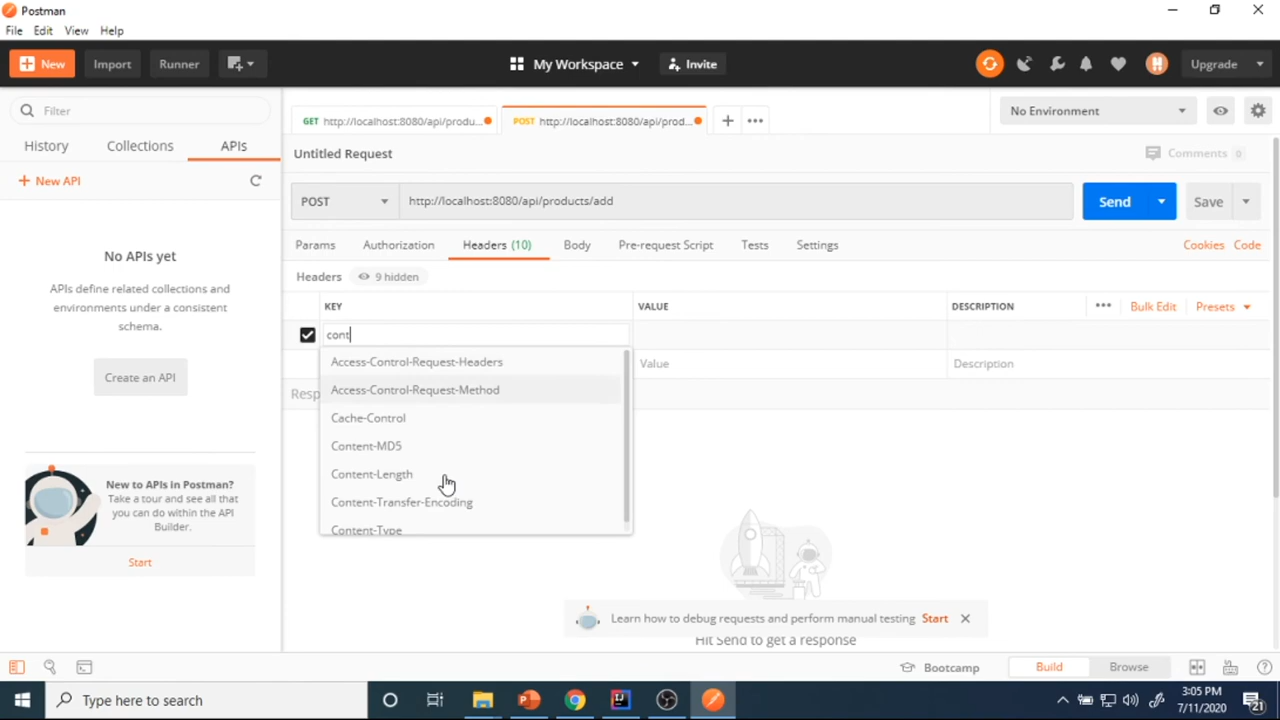 Postman
File Edit View Help
New Import Runner My Workspace Invite Upgrade
Filter
History Collections APIs
New API
No APIs yet
APIs define related collections and
environments under a consistent
schema.
Create an API
New to APIs in Postman?
Take a tour and see all that
you can do within the API
Builder.
Start
GET http://localhost:8080/api/produ...
POST http://localhost:8080/api/prod...
No Environment
Untitled Request
Comments 0
POST http://localhost:8080/api/products/add
Send Save
Params Authorization Headers (10) Body Pre-request Script Tests Settings Cookies Code
Headers 9 hidden
KEY VALUE DESCRIPTION Bulk Edit Presets
cont
Access-Control-Request-Headers
Access-Control-Request-Method
Cache-Control
Content-MD5
Content-Length
Content-Transfer-Encoding
Content-Type
Value Description
Resp
Learn how to debug requests and perform manual testing Start
Hit Send to get a response
Bootcamp Build Browse
Type here to search
3:05 PM
7/11/2020
21